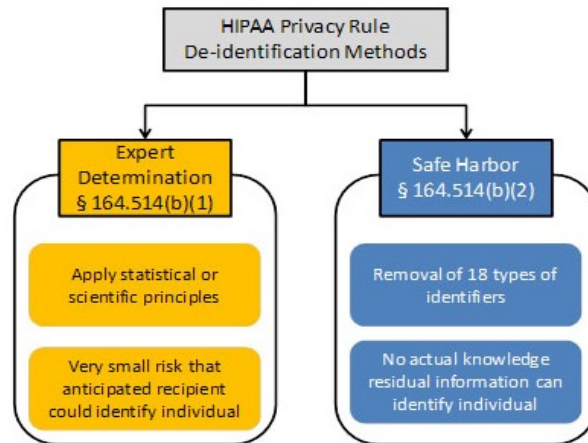 HIPAA Privacy Rule
De-identification Methods
Expert
Determination
§ 164.514(b)(1)
Apply statistical or
scientific principles
Very small risk that
anticipated recipient
could identify individual
Safe Harbor
§ 164.514(b)(2)
Removal of 18 types of
identifiers
No actual knowledge
residual information can
identify individual